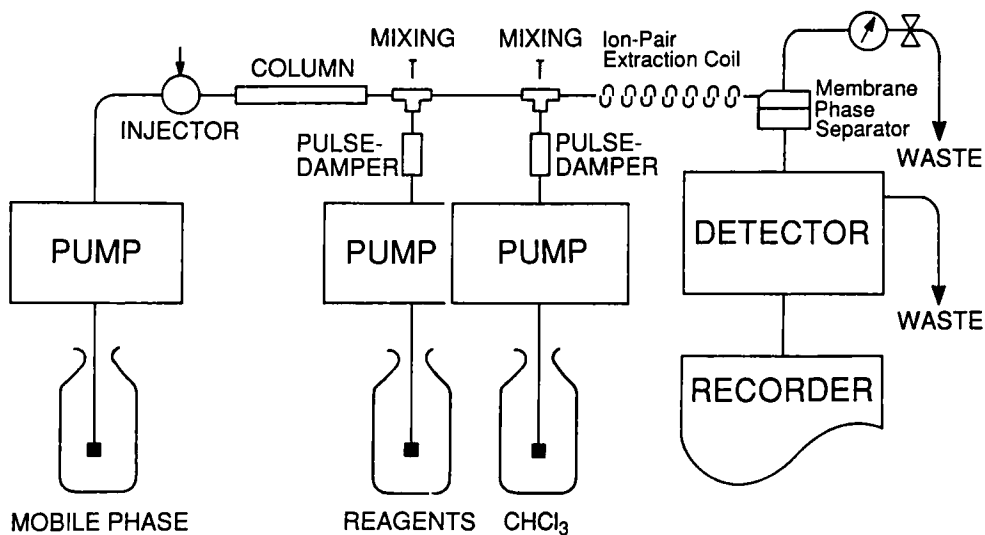 MIXING
MIXING
Ion-Pair
Extraction Coil
COLUMN
INJECTOR
PULSE-
DAMPER
PULSE-
DAMPER
Membrane
Phase
Separator
WASTE
PUMP
PUMP
PUMP
DETECTOR
WASTE
RECORDER
MOBILE PHASE
REAGENTS
CHCl₃